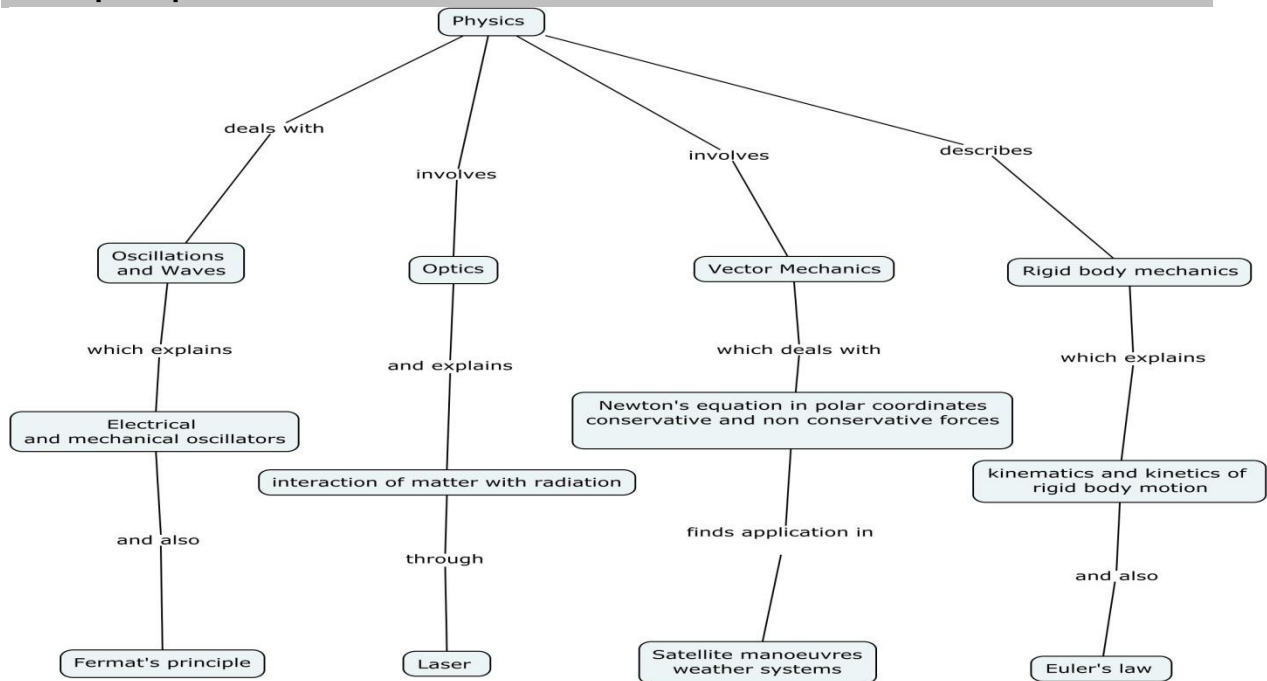 Physics
deals with
involves
involves
describes
Oscillations
and Waves
Optics
Vector Mechanics
Rigid body mechanics
which explains
and explains
which deals with
which explains
Electrical
and mechanical oscillators
interaction of matter with radiation
Newton's equation in polar coordinates
conservative and non conservative forces
kinematics and kinetics of
rigid body motion
and also
through
finds application in
and also
Fermat's principle
Laser
Satellite manoeuvres
weather systems
Euler's law